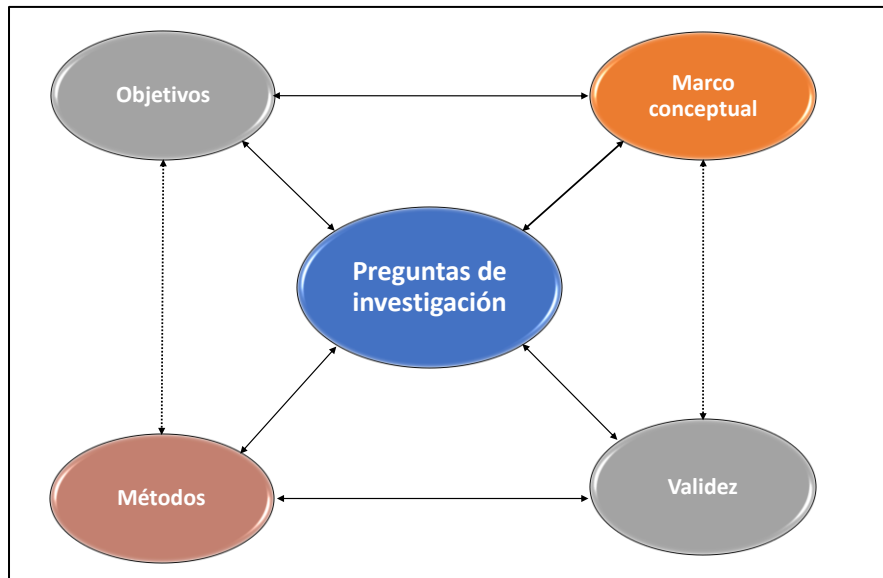 Objetivos
Marco
conceptual
Preguntas de
investigación
Métodos
Validez